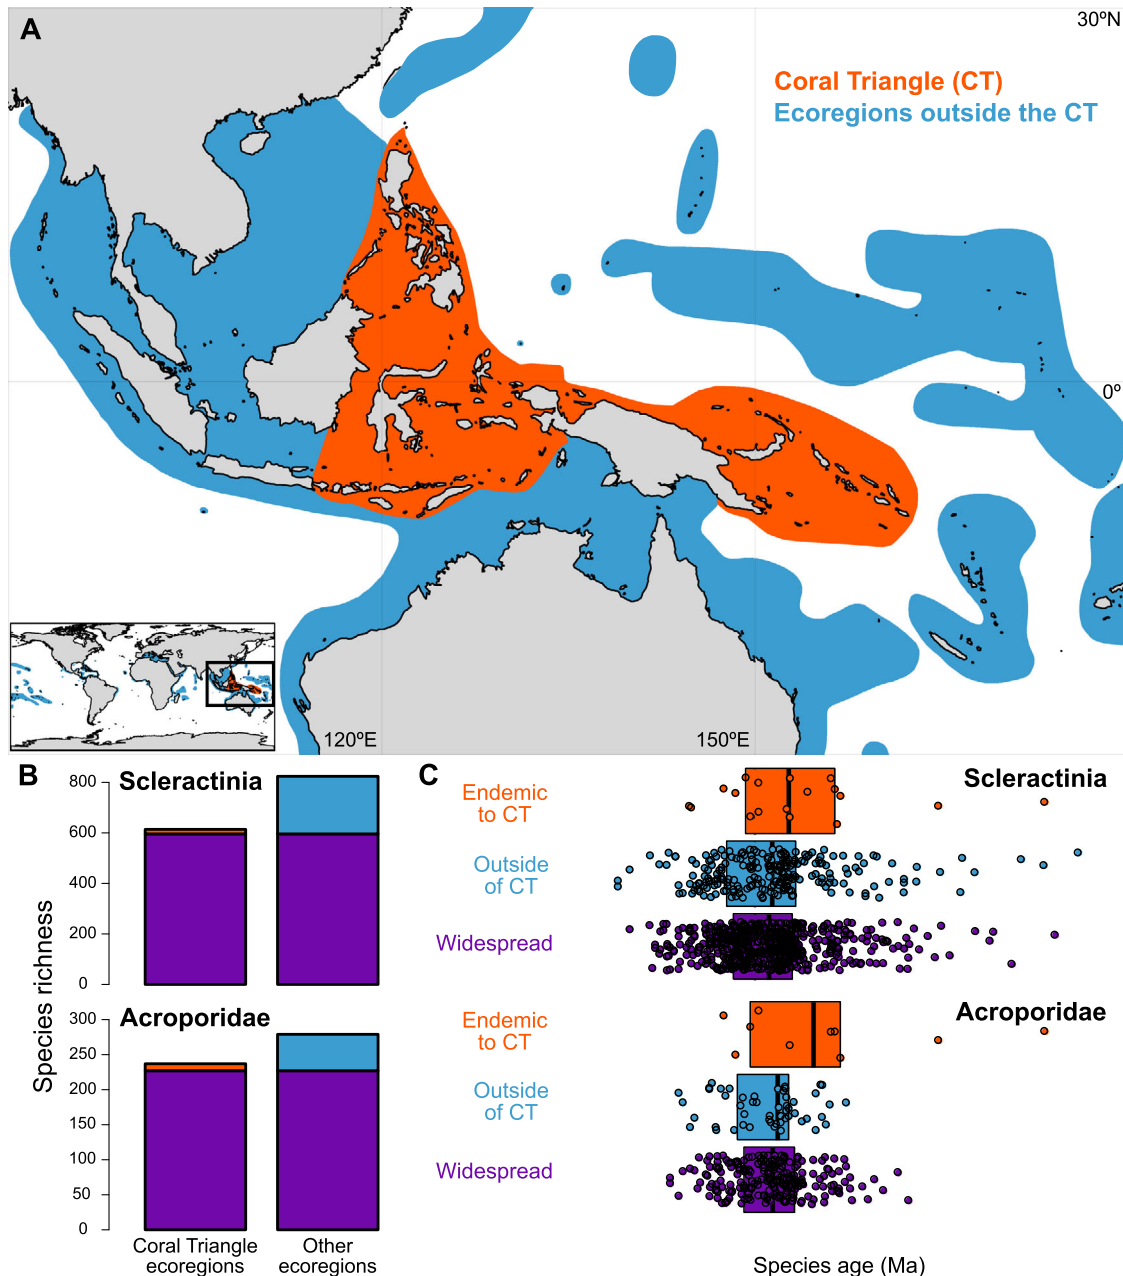 A
30ºN
Coral Triangle (CT)
Ecoregions outside the CT
0º
120ºE
150ºE
B
Scleractinia
800
600
400
200
0
Species richness
Acroporidae
300
250
200
150
100
50
0
Coral Triangle
ecoregions
Other
ecoregions
C
Scleractinia
Endemic
to CT
Outside
of CT
Widespread
Acroporidae
Endemic
to CT
Outside
of CT
Widespread
Species age (Ma)